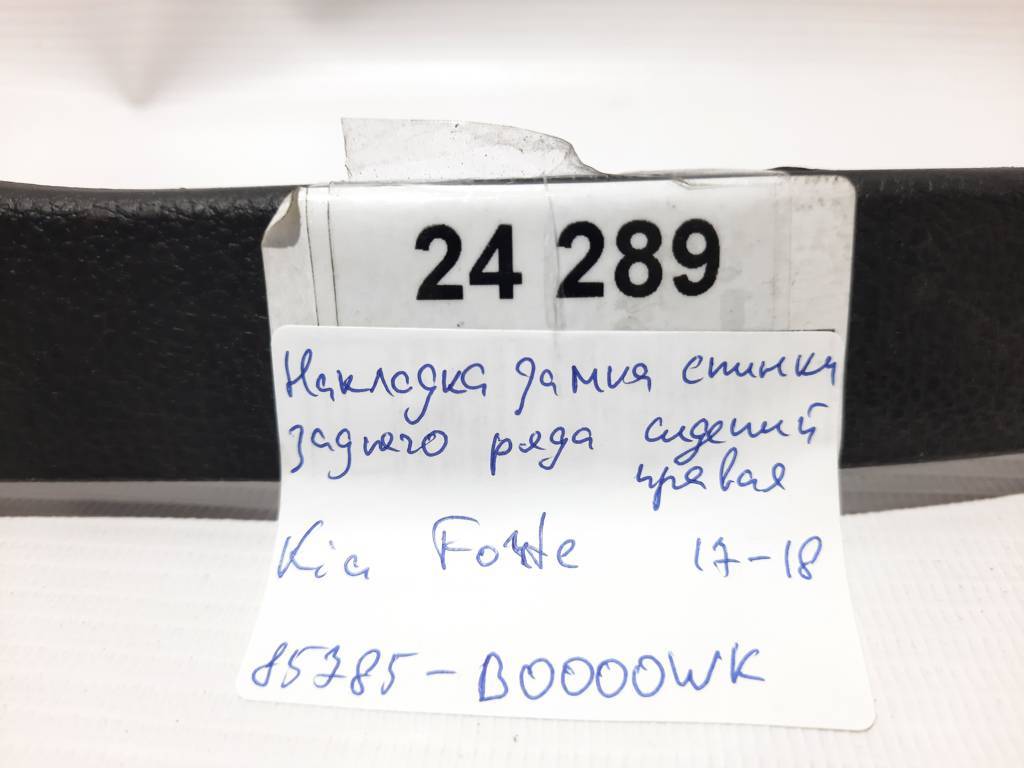 24 289
Накладка замка спинки
заднего ряда сидений
правая
Kia Forte 17-18
85785-B0000WK